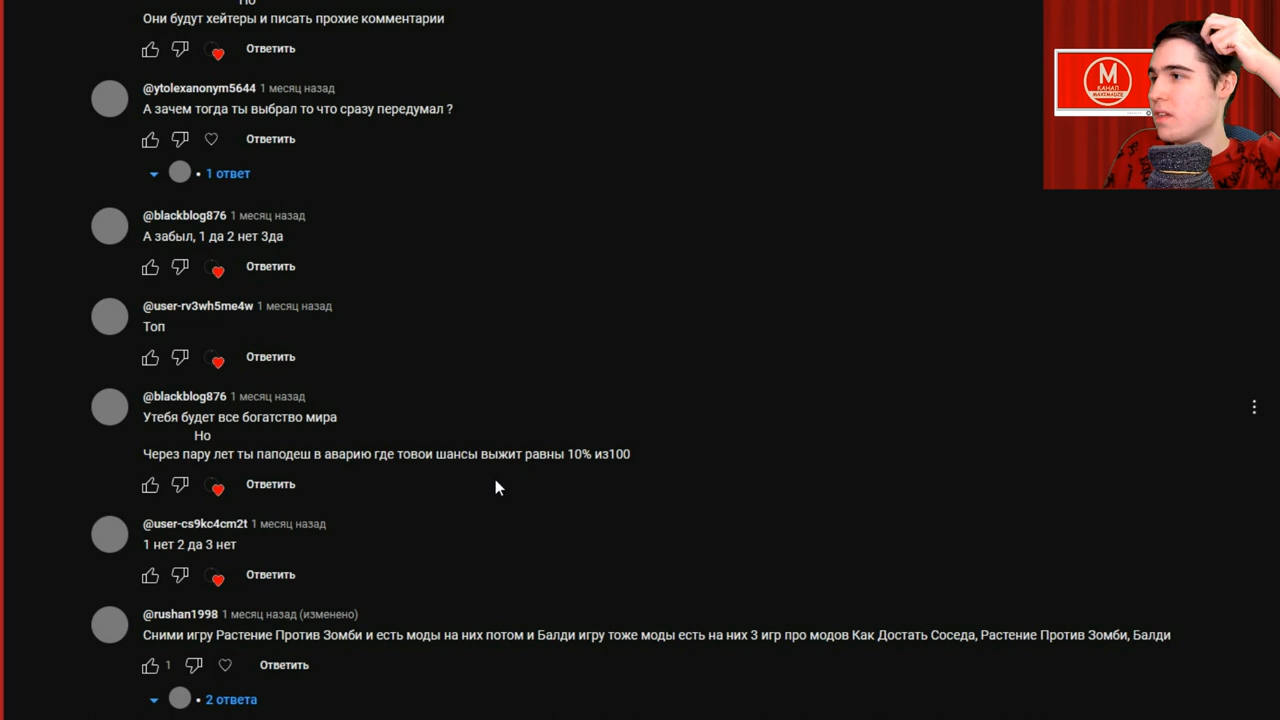 Но
Они будут хейтеры и писать прохие комментарии
Ответить
@ytolexanonym5644 1 месяц назад
А зачем тогда ты выбрал то что сразу передумал ?
Ответить
• 1 ответ
@blackblog876 1 месяц назад
А забыл, 1 да 2 нет 3да
Ответить
@user-rv3wh5me4w 1 месяц назад
Топ
Ответить
@blackblog876 1 месяц назад
Утебя будет все богатство мира
Но
Через пару лет ты паподеш в аварию где товои шансы выжит равны 10% из100
Ответить
@user-cs9kc4cm2t 1 месяц назад
1 нет 2 да 3 нет
Ответить
@rushan1998 1 месяц назад (изменено)
Сними игру Растение Против Зомби и есть моды на них потом и Балди игру тоже моды есть на них 3 игр про модов Как Достать Соседа, Растение Против Зомби, Балди
1 Ответить
• 2 ответа
М
КАНАЛ
MAXIMADZE